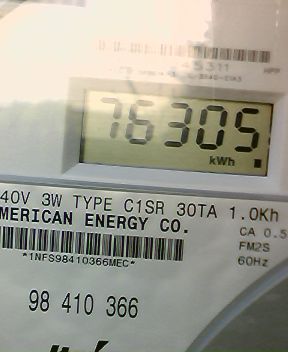 76305
kWh
40V 3W TYPE C1SR 30TA 1.0Kh
MERICAN ENERGY CO.
CA 0.5
*1NFS98410366MEC*
FM2S
60Hz
98 410 366